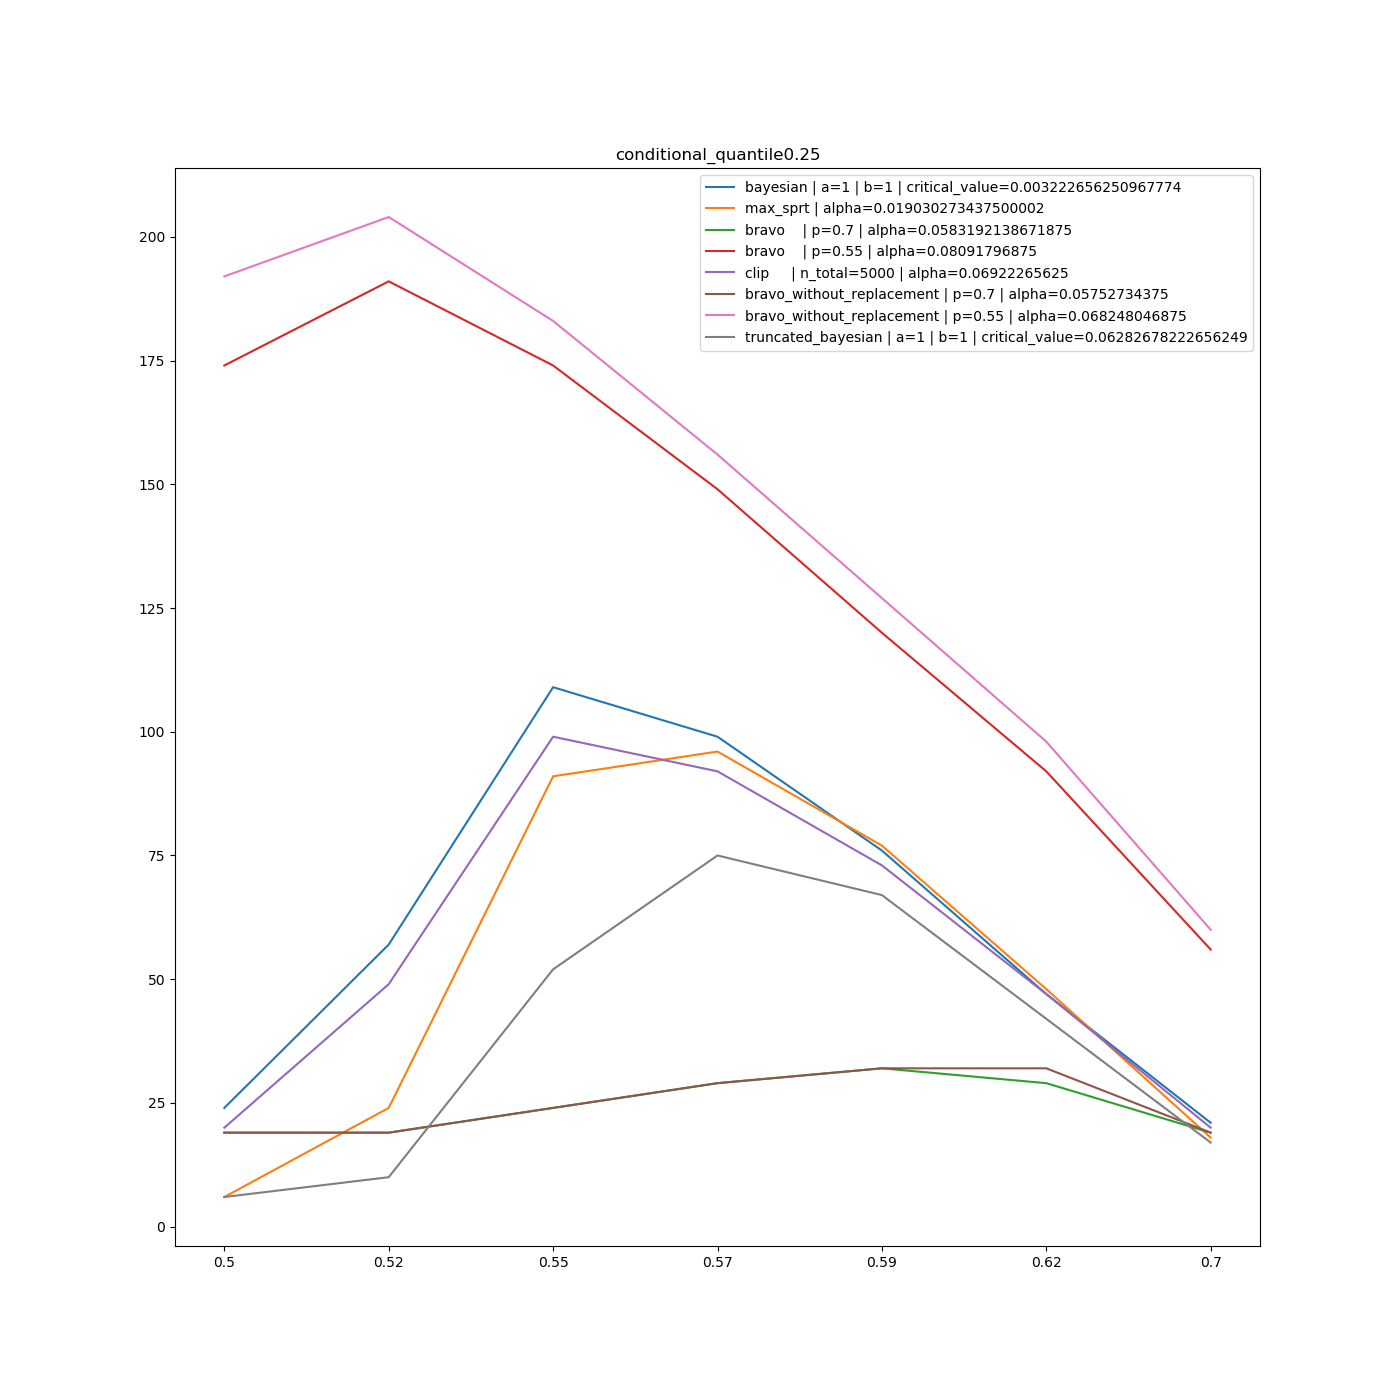 conditional_quantile0.25
bayesian | a=1 | b=1 | critical_value=0.003222656250967774
max_sprt | alpha=0.019030273437500002
bravo    | p=0.7 | alpha=0.0583192138671875
bravo    | p=0.55 | alpha=0.08091796875
clip     | n_total=5000 | alpha=0.06922265625
bravo_without_replacement | p=0.7 | alpha=0.05752734375
bravo_without_replacement | p=0.55 | alpha=0.068248046875
truncated_bayesian | a=1 | b=1 | critical_value=0.06282678222656249
200
175
150
125
100
75
50
25
0
0.5 0.52 0.55 0.57 0.59 0.62 0.7